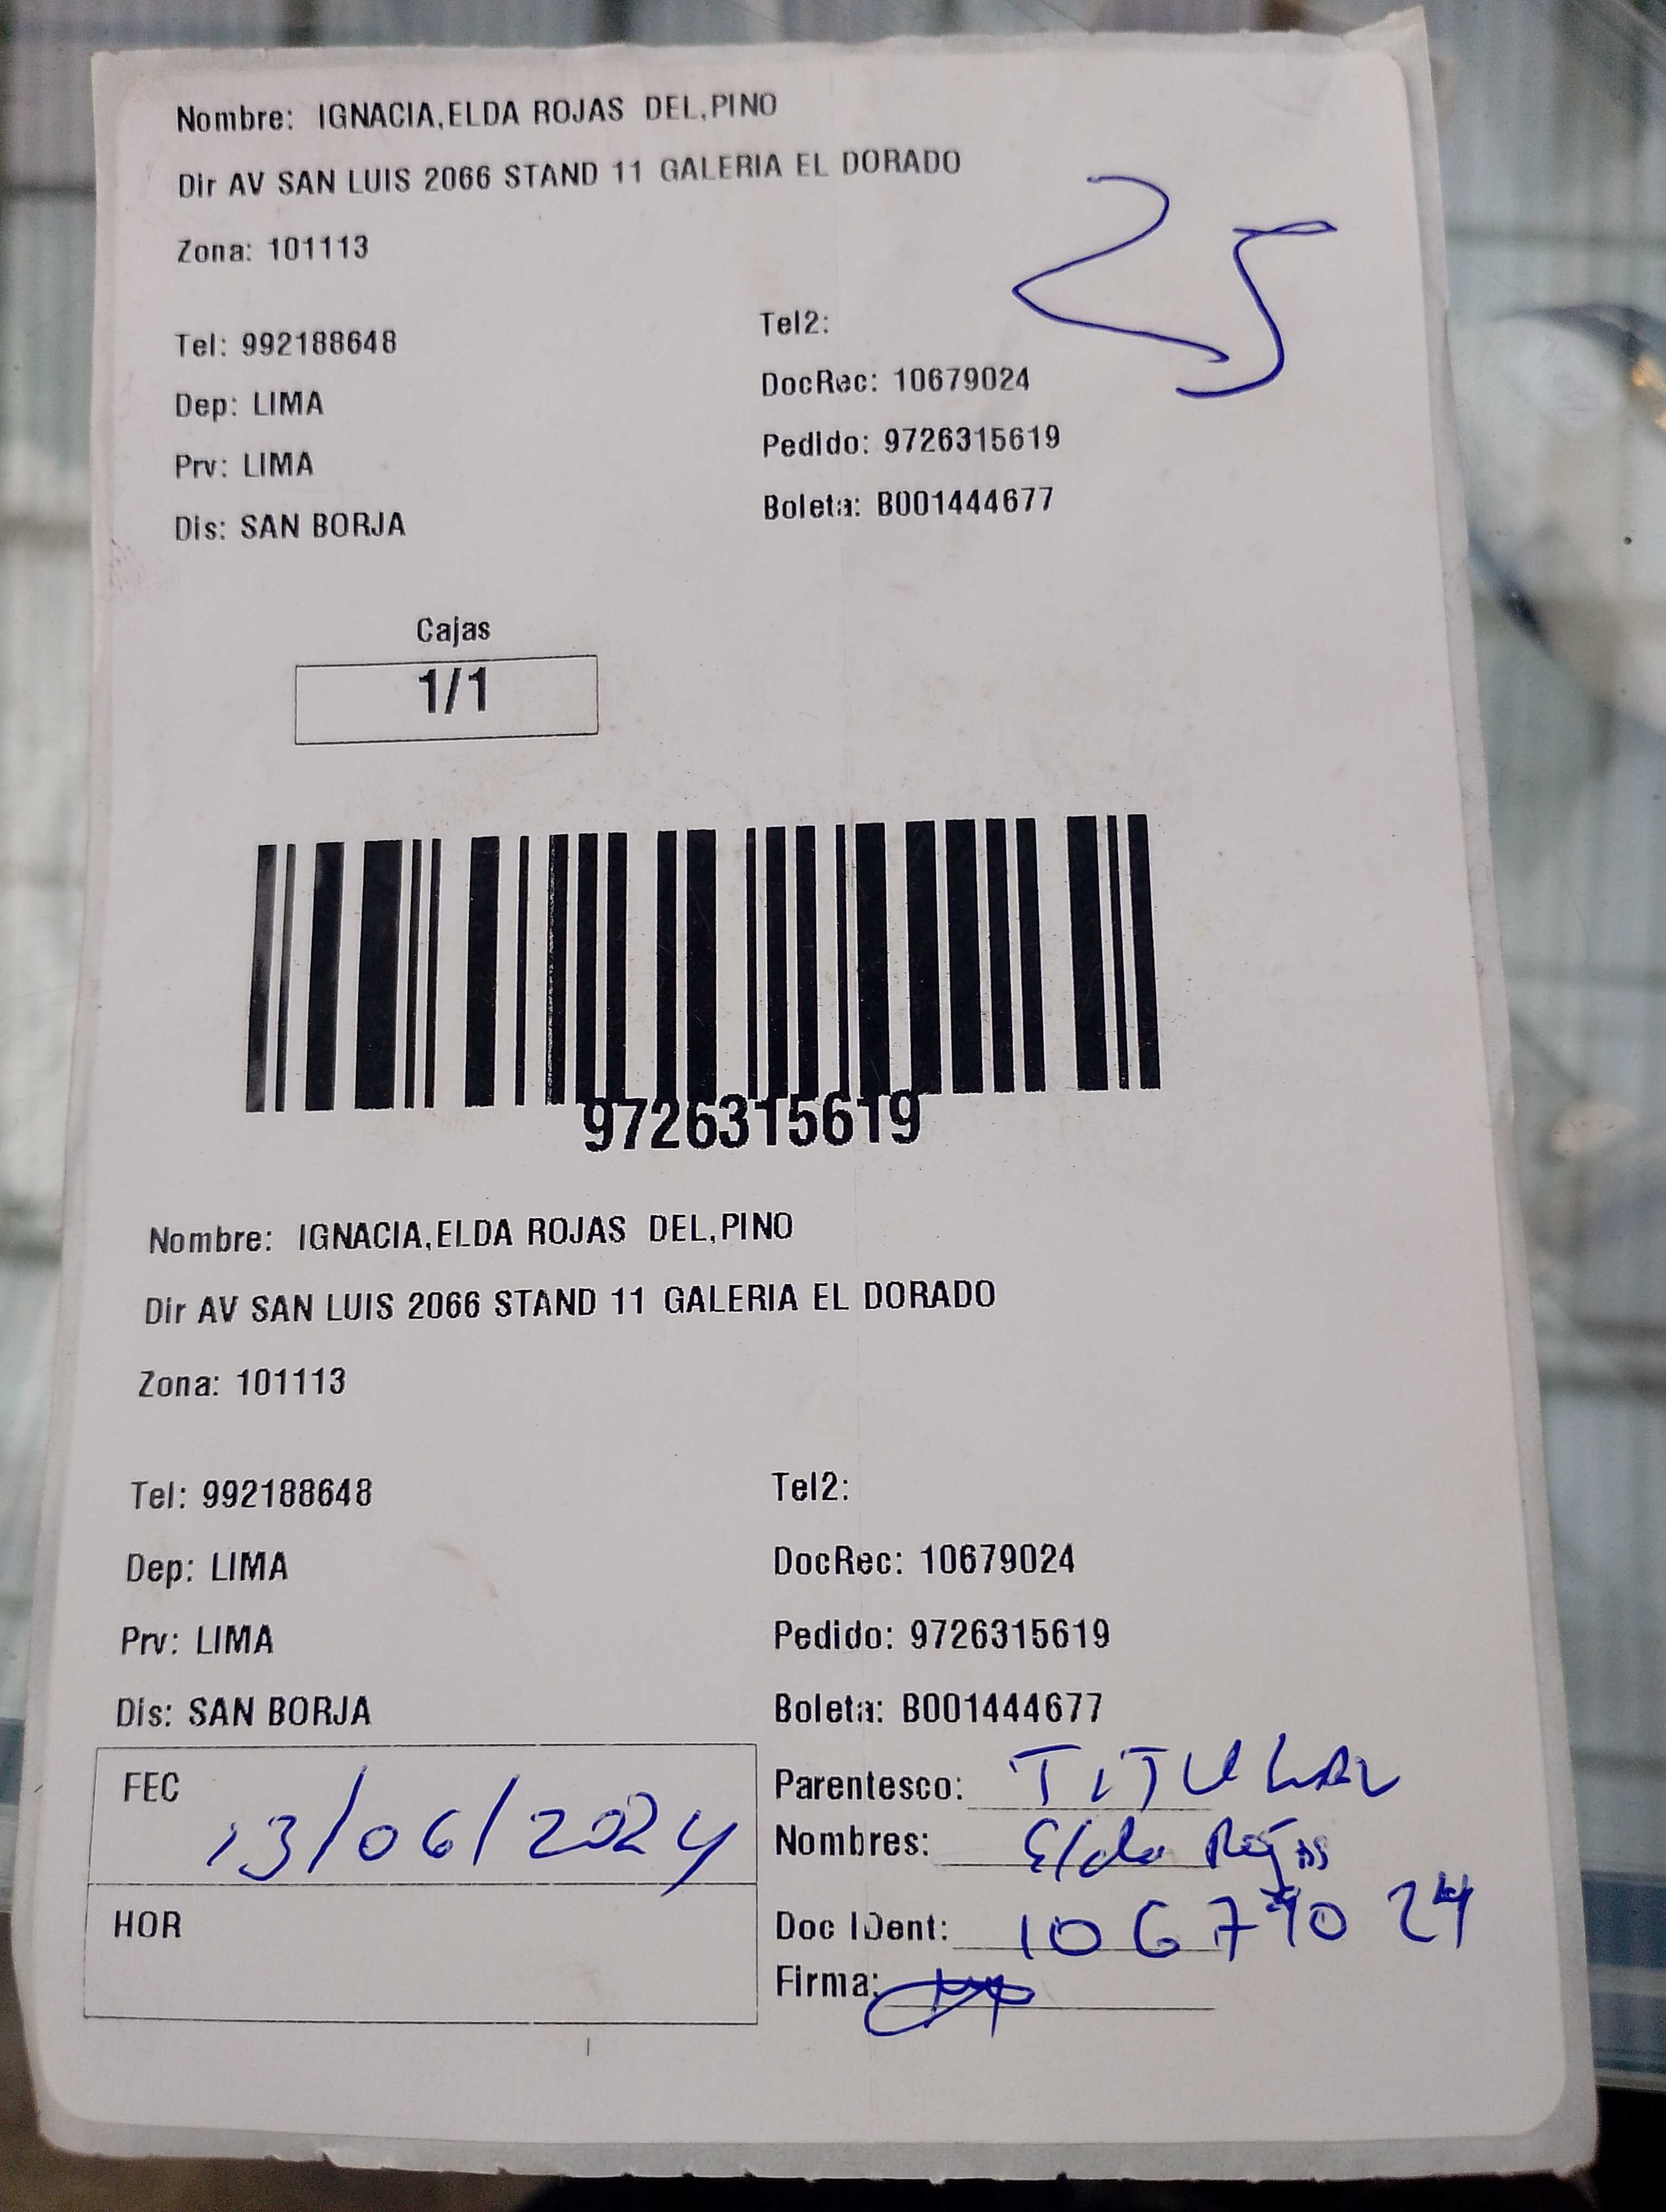 Nombre: IGNACIA,ELDA ROJAS DEL,PINO
Dir AV SAN LUIS 2066 STAND 11 GALERIA EL DORADO
25
Zona: 101113
Tel: 992188648 Tel2:
Dep: LIMA DocRec: 10679024
Prv: LIMA Pedido: 9726315619
Dis: SAN BORJA Boleta: B001444677
Cajas
1/1
9726315619
Nombre: IGNACIA,ELDA ROJAS DEL,PINO
Dir AV SAN LUIS 2066 STAND 11 GALERIA EL DORADO
Zona: 101113
Tel: 992188648 Tel2:
Dep: LIMA DocRec: 10679024
Prv: LIMA Pedido: 9726315619
Dis: SAN BORJA Boleta: B001444677
FEC 13/06/2024
HOR
Parentesco: TITULAR
Nombres: Elda Rojas
Doc IDent: 10679024
Firma: